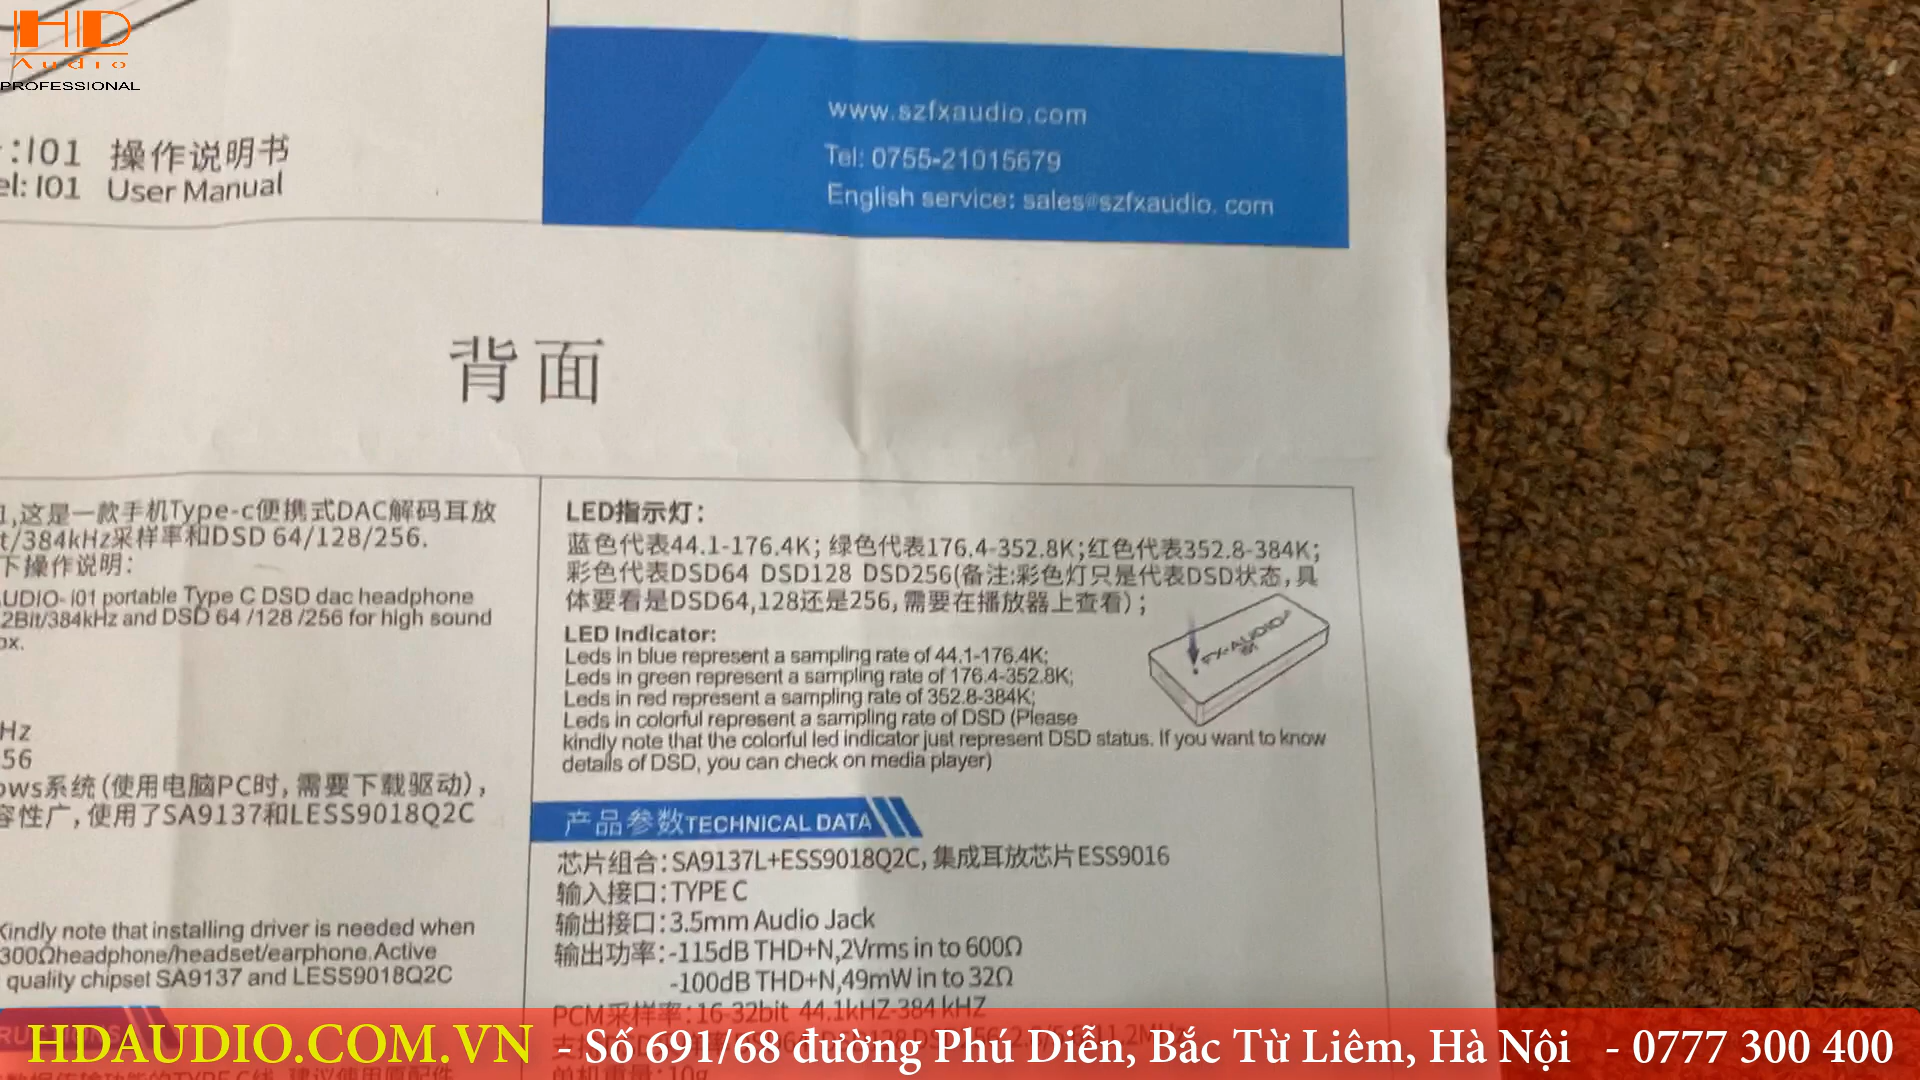 HD
Audio
PROFESSIONAL
:I01 操作说明书
el: I01 User Manual
www.szfxaudio.com
Tel: 0755-21015679
English service: sales@szfxaudio. com
背面
,这是一款手机Type-c便携式DAC解码耳放
t/384kHz采样率和DSD 64/128/256.
下操作说明：
UDIO- i01 portable Type C DSD dac headphone
2Bit/384kHz and DSD 64 /128 /256 for high sound
ox.
Hz
56
ows系统(使用电脑PC时,需要下载驱动),
容性广,使用了SA9137和LESS9018Q2C
Kindly note that installing driver is needed when
300Ωheadphone/headset/earphone.Active
quality chipset SA9137 and LESS9018Q2C
LED指示灯：
蓝色代表44.1-176.4K; 绿色代表176.4-352.8K;红色代表352.8-384K;
彩色代表DSD64 DSD128 DSD256(备注:彩色灯只是代表DSD状态,具
体要看是DSD64,128还是256,需要在播放器上查看);
LED Indicator:
Leds in blue represent a sampling rate of 44.1-176.4K;
Leds in green represent a sampling rate of 176.4-352.8K;
Leds in red represent a sampling rate of 352.8-384K;
Leds in colorful represent a sampling rate of DSD (Please
kindly note that the colorful led indicator just represent DSD status. If you want to know
details of DSD, you can check on media player)
FX-AUDIO
产品参数TECHNICAL DATA
芯片组合：SA9137L+ESS9018Q2C,集成耳放芯片ESS9016
输入接口：TYPE C
输出接口：3.5mm Audio Jack
输出功率：-115dB THD+N,2Vrms in to 600Ω
-100dB THD+N,49mW in to 32Ω
PCM采样率：16-32bit 44.1kHZ-384 kHZ
单机重量：10g
HDAUDIO.COM.VN - Số 691/68 đường Phú Diễn, Bắc Từ Liêm, Hà Nội - 0777 300 400